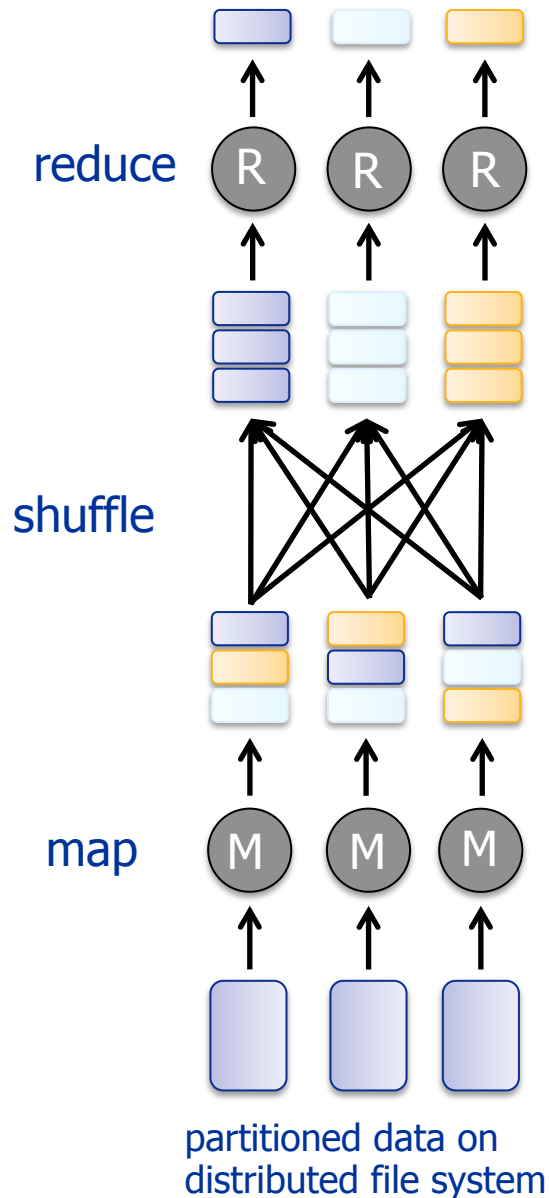 reduce
R R R
shuffle
map
M M M
partitioned data on
distributed file system